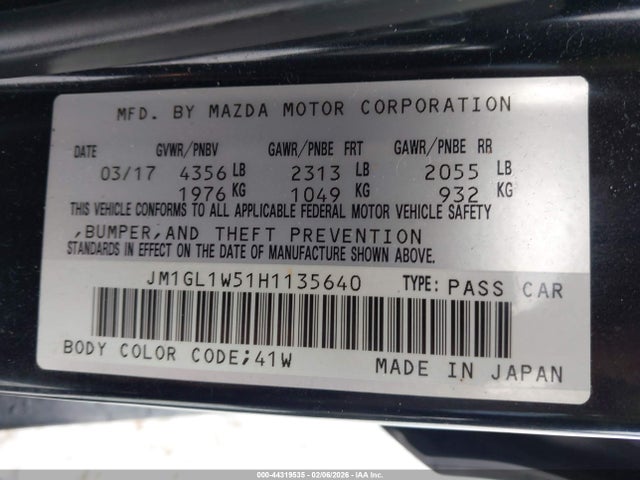 MFD. BY MAZDA MOTOR CORPORATION
DATE GVWR/PNBV GAWR/PNBE FRT GAWR/PNBE RR
03/17 4356 LB 2313 LB 2055 LB
1976 KG 1049 KG 932 KG
THIS VEHICLE CONFORMS TO ALL APPLICABLE FEDERAL MOTOR VEHICLE SAFETY
,BUMPER,AND THEFT PREVENTION
STANDARDS IN EFFECT ON THE DATE OF MANUFACTURE SHOWN ABOVE.
JM1GL1W51H1135640 TYPE: PASS CAR
BODY COLOR CODE;41W MADE IN JAPAN
000-44319535 - 02/06/2026 - IAA Inc.